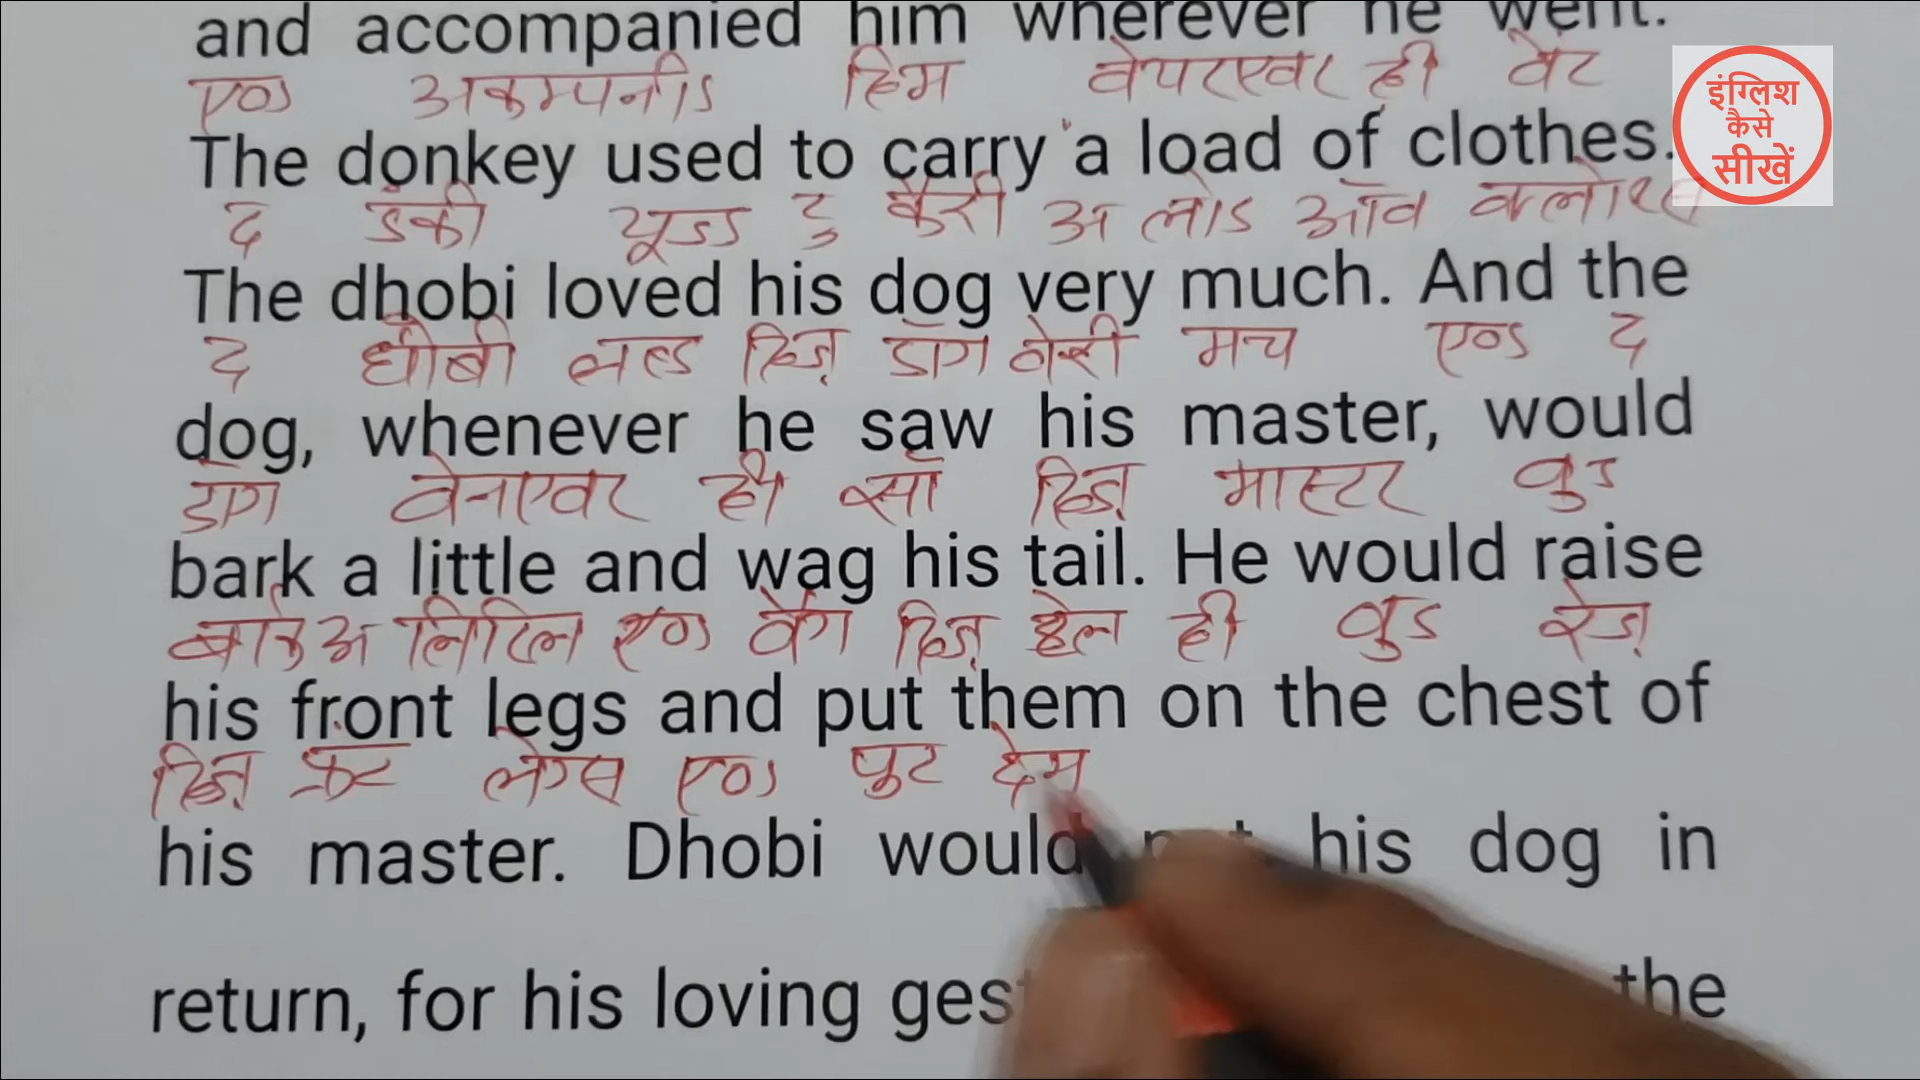 and accompanied him wherever he went.
एण्ड अकम्पनीड हिम वेयरएवर ही वेंट
The donkey used to carry a load of clothes.
द डंकी यूज्ड टु कैरी अ लोड ऑव क्लोथ्स
The dhobi loved his dog very much. And the
द धोबी लव्ड हिज़ डॉग वेरी मच एण्ड द
dog, whenever he saw his master, would
डॉग वेनएवर ही सॉ हिज़ मास्टर वुड
bark a little and wag his tail. He would raise
बार्क अ लिटिल एण्ड वैग हिज़ टेल ही वुड रेज़
his front legs and put them on the chest of
हिज़ फ्रंट लेग्स एण्ड पुट देम
his master. Dhobi would his dog in
return, for his loving the
इंग्लिश
कैसे
सीखें